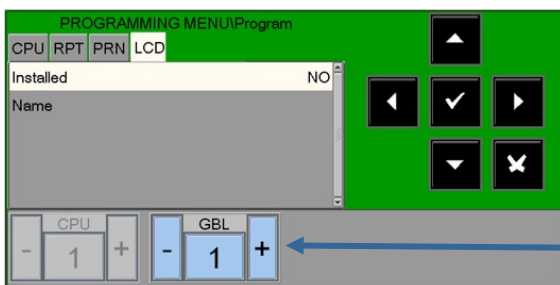 PROGRAMMING MENU\Program
CPU RPT PRN LCD
Installed NO
Name
CPU GBL
- 1 + - 1 +